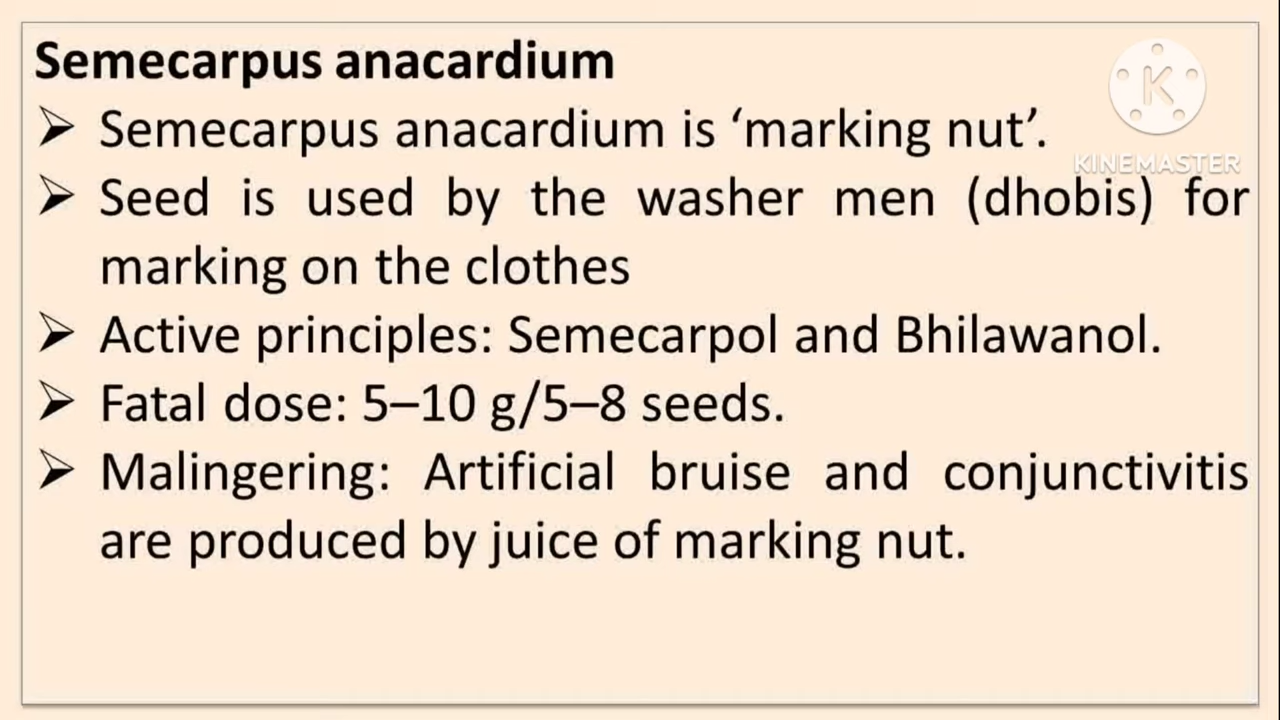 Semecarpus anacardium
➢ Semecarpus anacardium is ‘marking nut’.
KINEMASTER
➢ Seed is used by the washer men (dhobis) for
marking on the clothes
➢ Active principles: Semecarpol and Bhilawanol.
➢ Fatal dose: 5–10 g/5–8 seeds.
➢ Malingering: Artificial bruise and conjunctivitis
are produced by juice of marking nut.